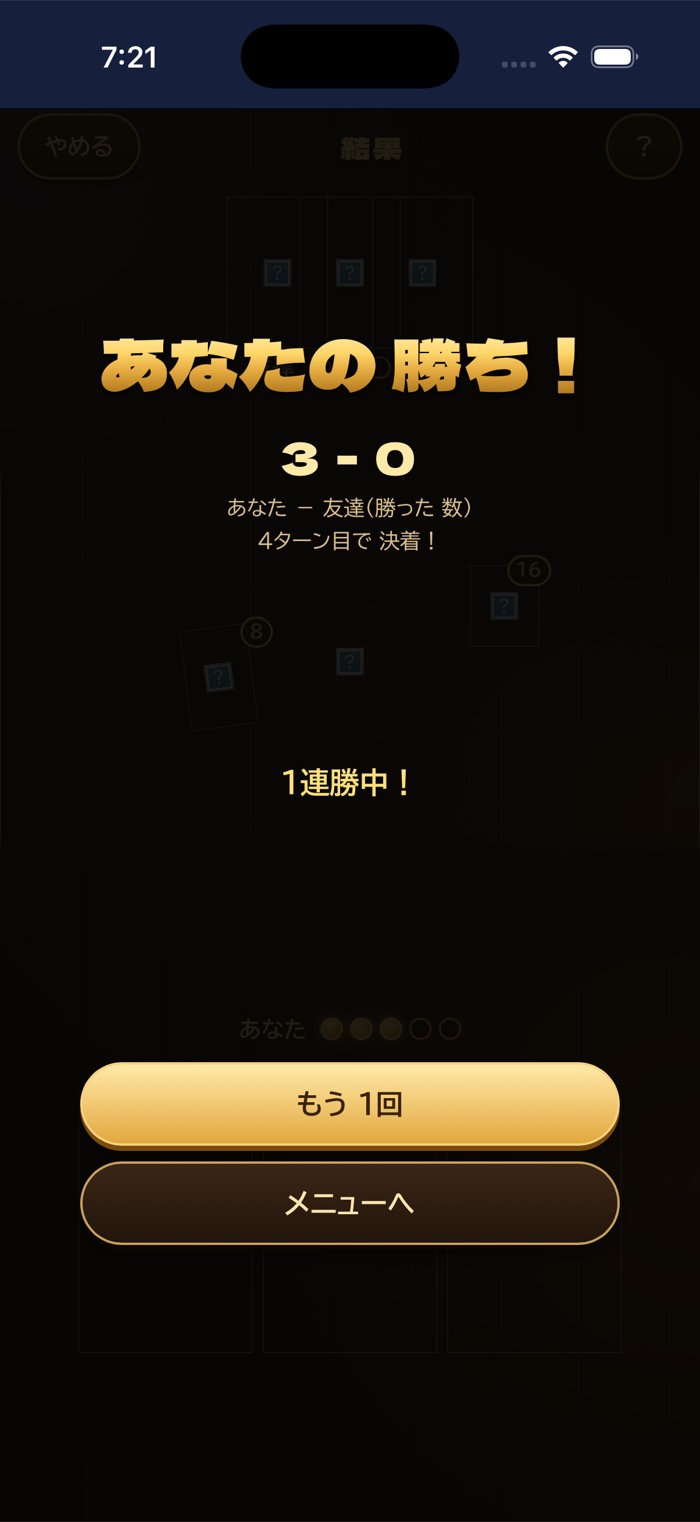 7:21
やめる
結果
?
? ? ?
あなたの 勝ち！
3 - 0
あなた － 友達(勝った 数)
4ターン目で 決着！
16
?
8
?
?
1連勝中！
あなた
もう 1回
メニューへ